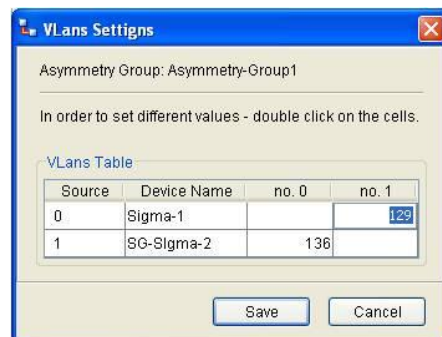 VLans Settigns
Asymmetry Group: Asymmetry-Group1
In order to set different values - double click on the cells.
VLans Table
Source Device Name no. 0 no. 1
0 Sigma-1 129
1 SG-SIgma-2 136
Save Cancel